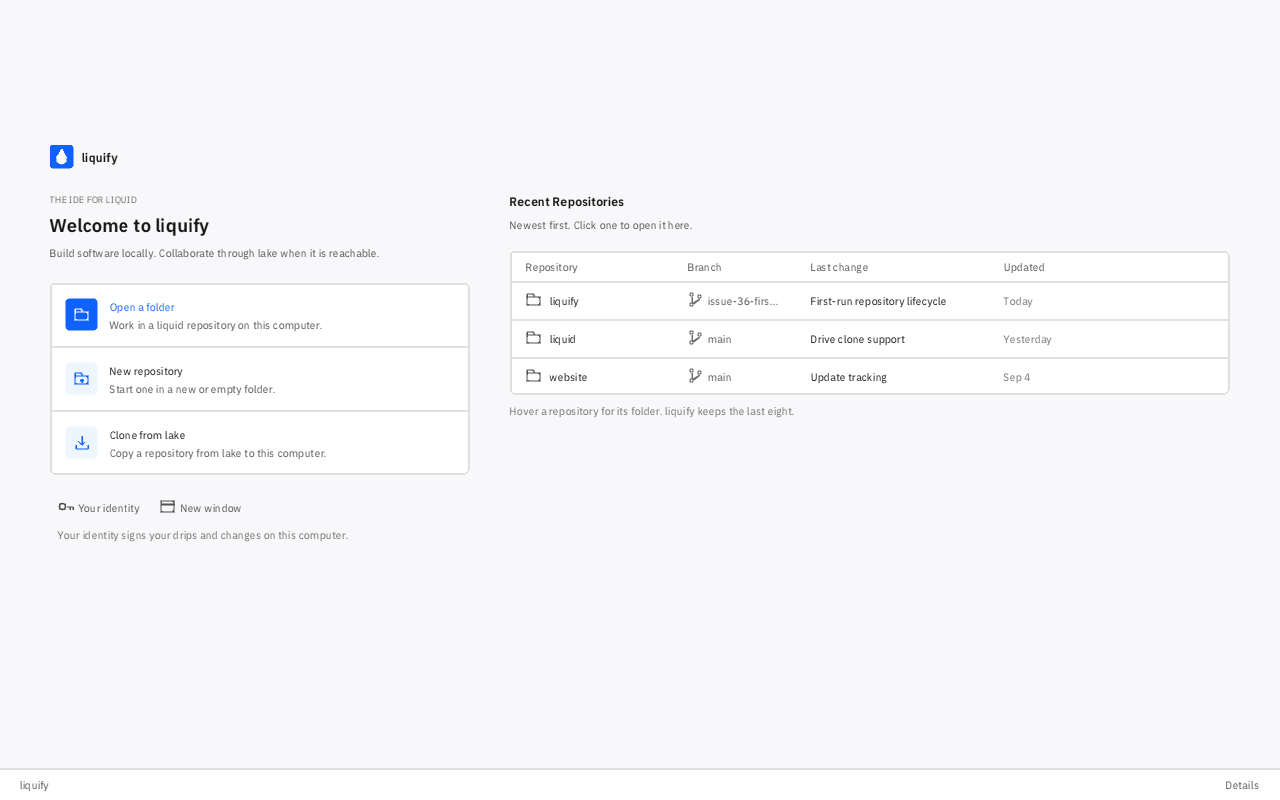 liquify
THE IDE FOR LIQUID
Welcome to liquify
Build software locally. Collaborate through lake when it is reachable.
Open a folder
Work in a liquid repository on this computer.
New repository
Start one in a new or empty folder.
Clone from lake
Copy a repository from lake to this computer.
Your identity New window
Your identity signs your drips and changes on this computer.
Recent Repositories
Newest first. Click one to open it here.
Repository Branch Last change Updated
liquify issue-36-firs... First-run repository lifecycle Today
liquid main Drive clone support Yesterday
website main Update tracking Sep 4
Hover a repository for its folder. liquify keeps the last eight.
liquify Details